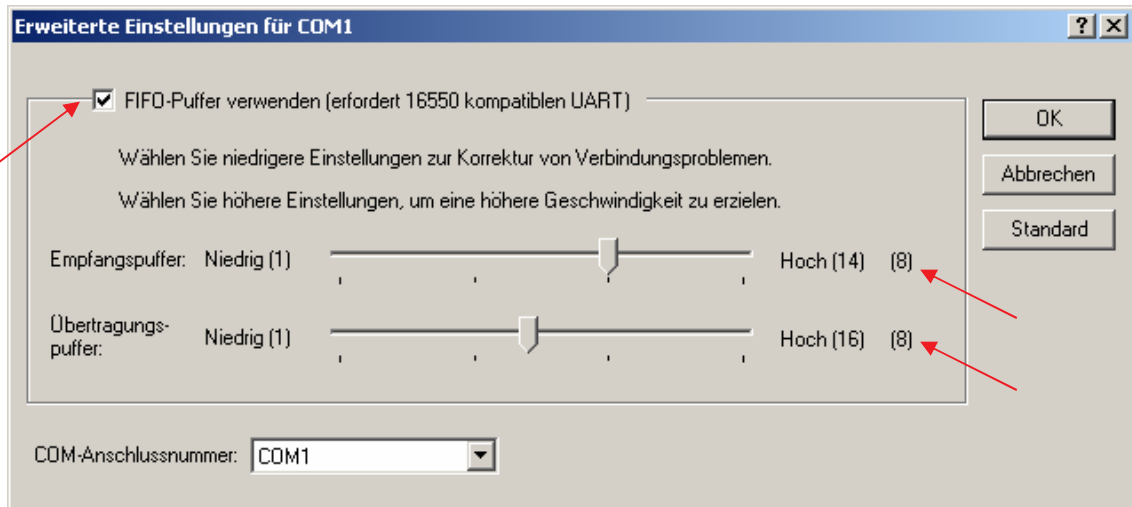 Erweiterte Einstellungen für COM1
FIFO-Puffer verwenden (erfordert 16550 kompatiblen UART)
OK
Wählen Sie niedrigere Einstellungen zur Korrektur von Verbindungsproblemen.
Abbrechen
Wählen Sie höhere Einstellungen, um eine höhere Geschwindigkeit zu erzielen.
Standard
Empfangspuffer: Niedrig (1) Hoch (14) (8)
Übertragungs-
puffer: Niedrig (1) Hoch (16) (8)
COM-Anschlussnummer: COM1